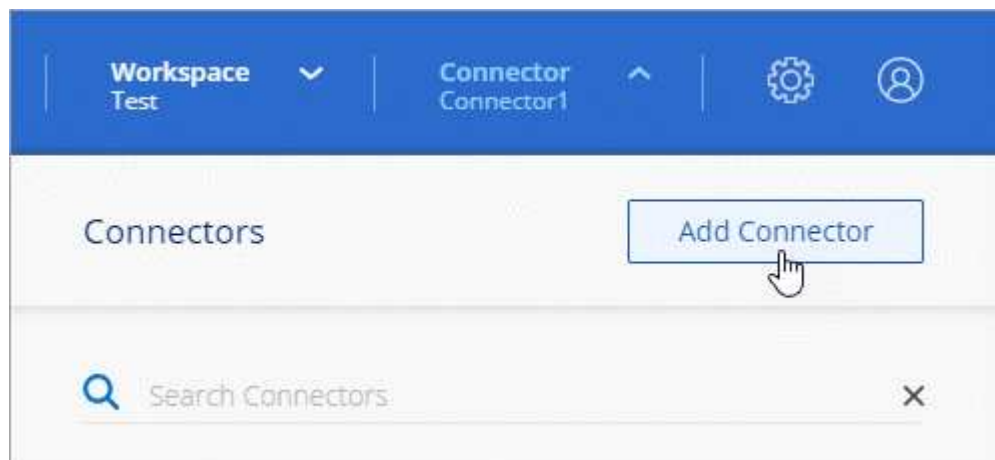 Workspace
Test
Connector
Connector1
Connectors
Add Connector
Search Connectors